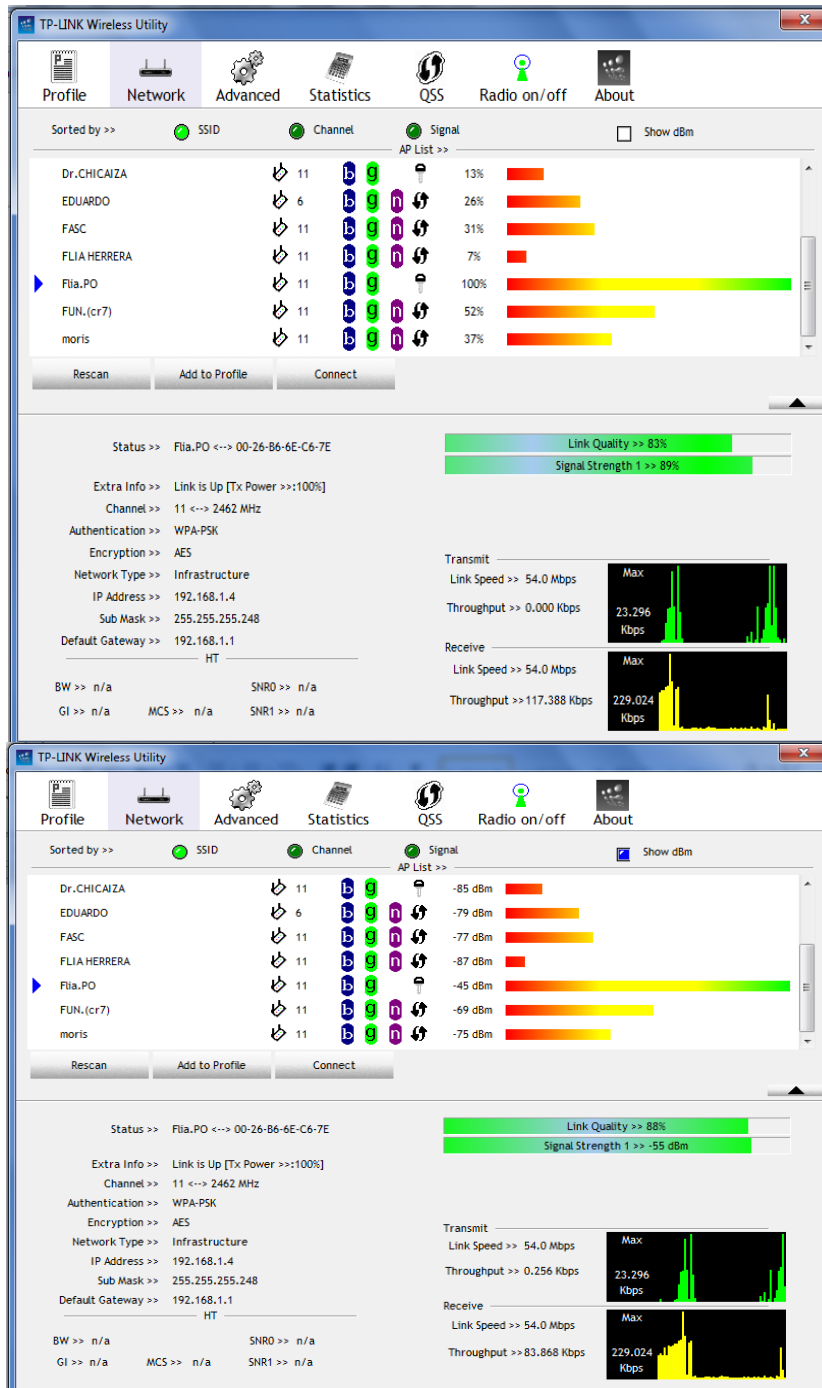 TP-LINK Wireless Utility
Profile Network Advanced Statistics QSS Radio on/off About
Sorted by >> SSID Channel Signal Show dBm
AP List >>
Dr.CHICAIZA 11 b g 13%
EDUARDO 6 b g n 26%
FASC 11 b g n 31%
FLIA HERRERA 11 b g n 7%
Flia.PO 11 b g 100%
FUN.(cr7) 11 b g n 52%
moris 11 b g n 37%
Rescan Add to Profile Connect
Status >> Flia.PO <--> 00-26-B6-6E-C6-7E
Extra Info >> Link is Up [Tx Power >>:100%]
Channel >> 11 <--> 2462 MHz
Authentication >> WPA-PSK
Encryption >> AES
Network Type >> Infrastructure
IP Address >> 192.168.1.4
Sub Mask >> 255.255.255.248
Default Gateway >> 192.168.1.1
HT
BW >> n/a SNR0 >> n/a
GI >> n/a MCS >> n/a SNR1 >> n/a
Link Quality >> 83%
Signal Strength 1 >> 89%
Transmit
Link Speed >> 54.0 Mbps
Throughput >> 0.000 Kbps
Max
23.296
Kbps
Receive
Link Speed >> 54.0 Mbps
Throughput >> 117.388 Kbps
Max
229.024
Kbps
TP-LINK Wireless Utility
Profile Network Advanced Statistics QSS Radio on/off About
Sorted by >> SSID Channel Signal Show dBm
AP List >>
Dr.CHICAIZA 11 b g -85 dBm
EDUARDO 6 b g n -79 dBm
FASC 11 b g n -77 dBm
FLIA HERRERA 11 b g n -87 dBm
Flia.PO 11 b g -45 dBm
FUN.(cr7) 11 b g n -69 dBm
moris 11 b g n -75 dBm
Rescan Add to Profile Connect
Status >> Flia.PO <--> 00-26-B6-6E-C6-7E
Extra Info >> Link is Up [Tx Power >>:100%]
Channel >> 11 <--> 2462 MHz
Authentication >> WPA-PSK
Encryption >> AES
Network Type >> Infrastructure
IP Address >> 192.168.1.4
Sub Mask >> 255.255.255.248
Default Gateway >> 192.168.1.1
HT
BW >> n/a SNR0 >> n/a
GI >> n/a MCS >> n/a SNR1 >> n/a
Link Quality >> 88%
Signal Strength 1 >> -55 dBm
Transmit
Link Speed >> 54.0 Mbps
Throughput >> 0.256 Kbps
Max
23.296
Kbps
Receive
Link Speed >> 54.0 Mbps
Throughput >> 83.868 Kbps
Max
229.024
Kbps